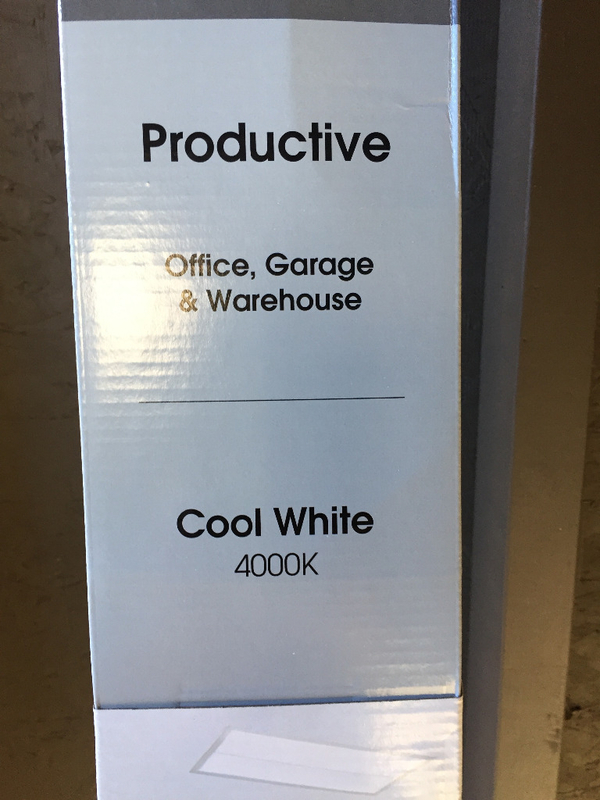 Productive
Office, Garage
& Warehouse
Cool White
4000K